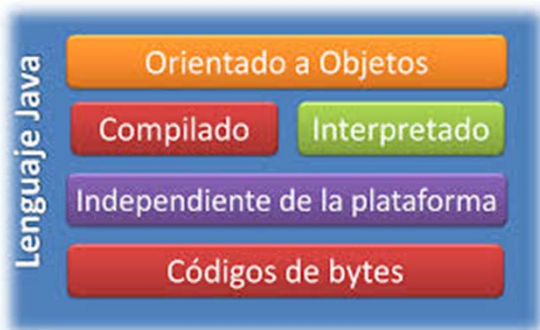 Lenguaje Java
Orientado a Objetos
Compilado
Interpretado
Independiente de la plataforma
Códigos de bytes